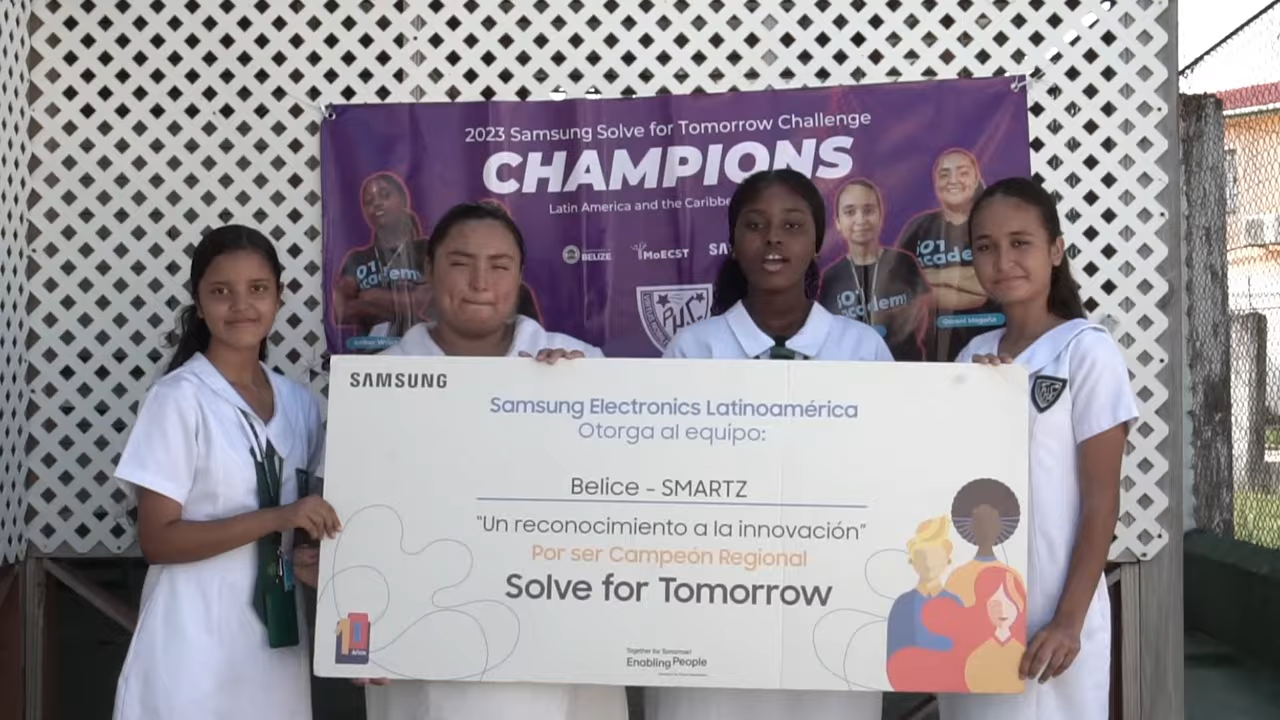 2023 Samsung Solve for Tomorrow Challenge
CHAMPIONS
Latin America and the
BELIZE
MoECST
PHS
SAMSUNG
Samsung Electronics Latinoamérica
Otorga al equipo:
Belice - SMARTZ
"Un reconocimiento a la innovación"
Por ser Campeón Regional
Solve for Tomorrow
10
Together for Tomorrow!
Enabling People